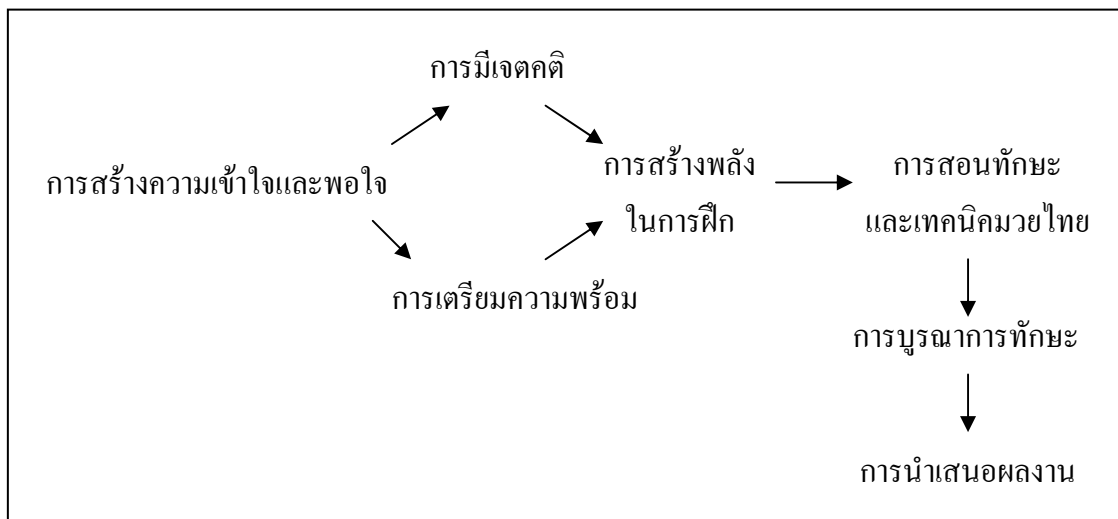 การมีเจตคติ
การสร้างความเข้าใจและพอใจ
การเตรียมความพร้อม
การสร้างพลัง
ในการฝึก
การสอนทักษะ
และเทคนิคมวยไทย
การบูรณาการทักษะ
การนำเสนอผลงาน